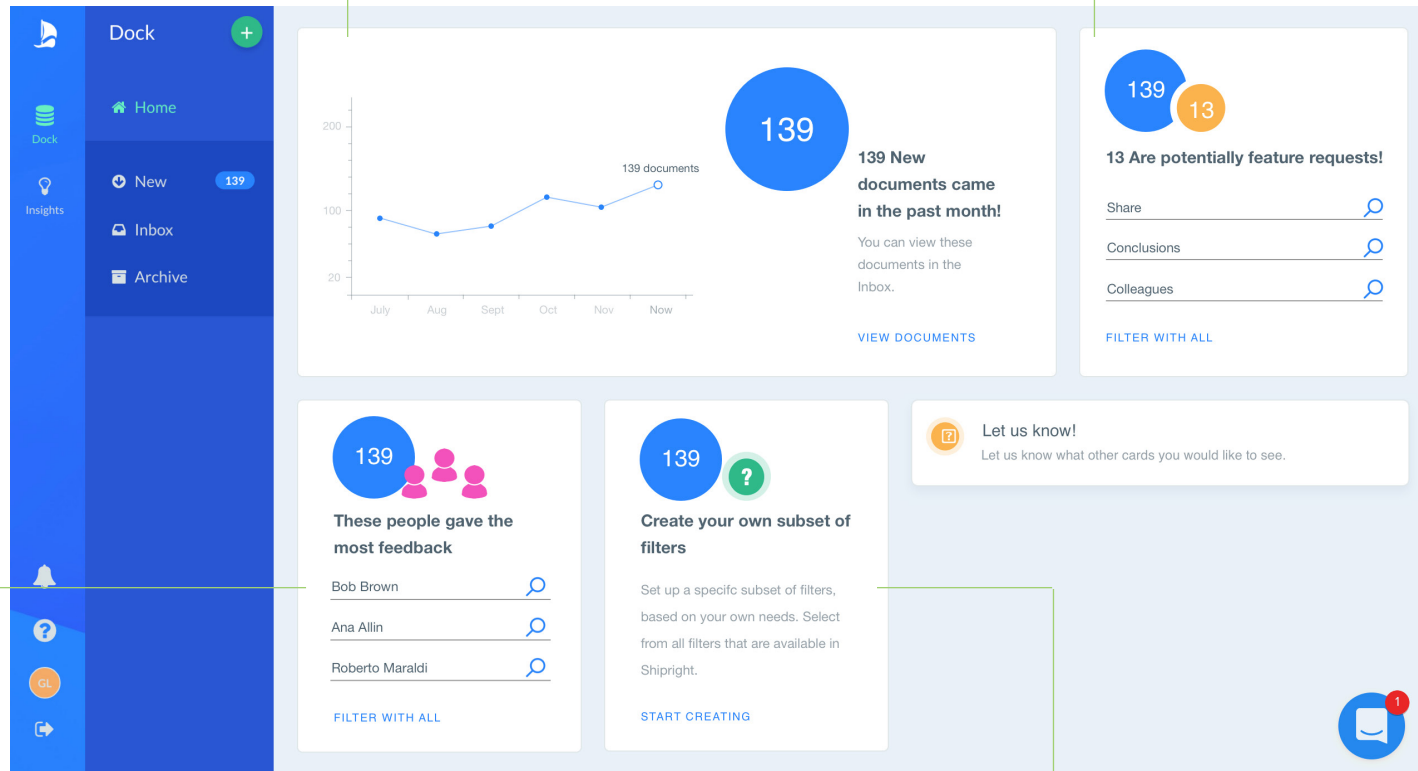 Dock
+
Dock
Insights
Home
New 139
Inbox
Archive
?
GL
200
100
20
July Aug Sept Oct Nov Now
139 documents
139
139 New
documents came
in the past month!
You can view these
documents in the
Inbox.
VIEW DOCUMENTS
139
13
13 Are potentially feature requests!
Share
Conclusions
Colleagues
FILTER WITH ALL
139
These people gave the
most feedback
Bob Brown
Ana Allin
Roberto Maraldi
FILTER WITH ALL
139
?
Create your own subset of
filters
Set up a specifc subset of filters,
based on your own needs. Select
from all filters that are available in
Shipright.
START CREATING
?
Let us know!
Let us know what other cards you would like to see.
1